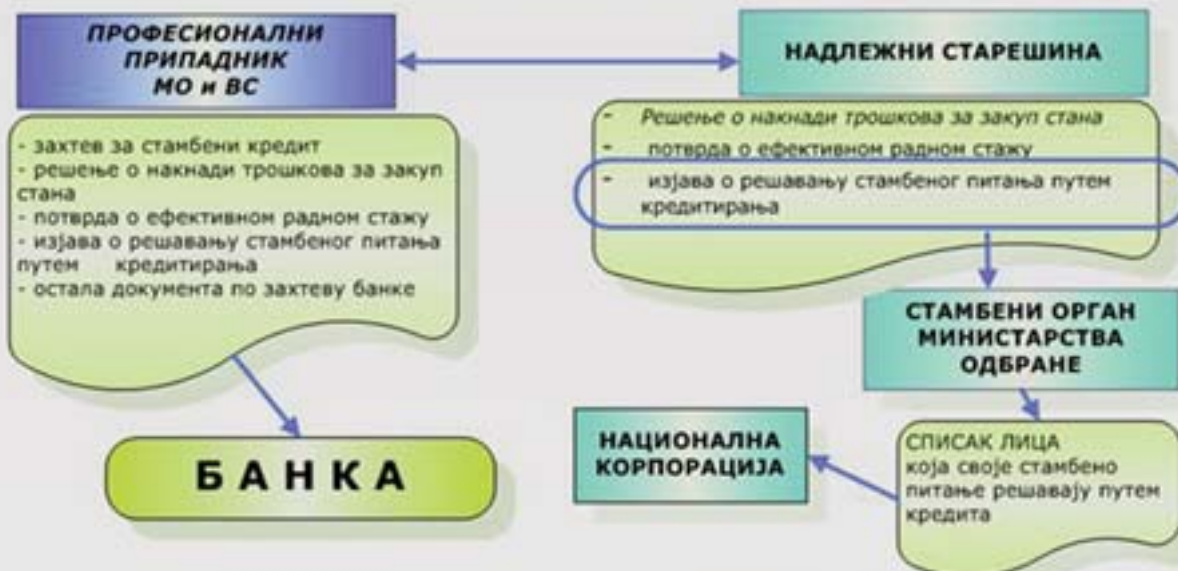 ПРОФЕСИОНАЛНИ
ПРИПАДНИК
МО и ВС
- захтев за стамбени кредит
- решење о накнади трошкова за закуп
стана
- потврда о ефективном радном стажу
- изјава о решавању стамбеног питања
путем кредитирања
- остала документа по захтеву банке
БАНКА
НАДЛЕЖНИ СТАРЕШИНА
- Решење о накнади трошкова за закуп стана
- потврда о ефективном радном стажу
- изјава о решавању стамбеног питања путем
кредитирања
СТАМБЕНИ ОРГАН
МИНИСТАРСТВА
ОДБРАНЕ
СПИСАК ЛИЦА
која своје стамбено
питање решавају путем
кредита
НАЦИОНАЛНА
КОРПОРАЦИЈА